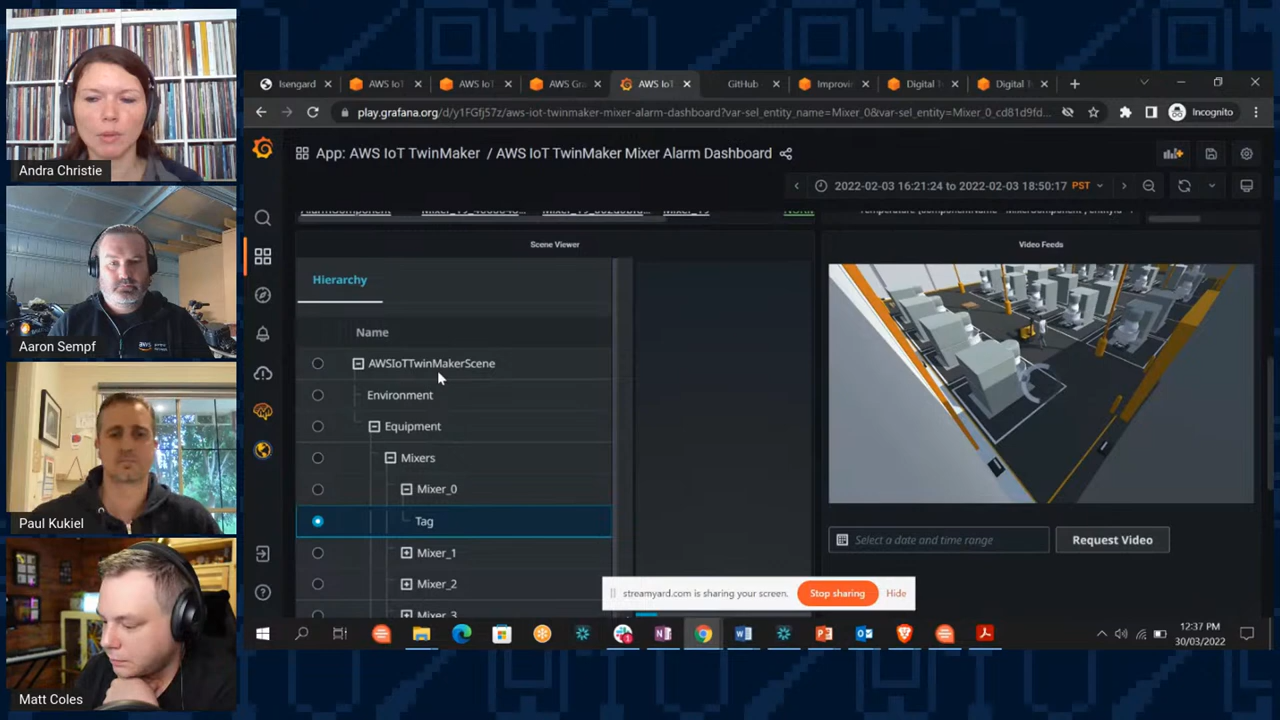 Andra Christie
Aaron Sempf
Paul Kukiel
Matt Coles
Isengard
AWS IoT
AWS IoT
AWS Gra
AWS IoT
GitHub
Improvin
Digital T
Digital T
play.grafana.org/d/y1FGfj57z/aws-iot-twinmaker-mixer-alarm-dashboard?var-sel_entity_name=Mixer_0&var-sel_entity=Mixer_0_cd81d9fd...
Incognito
App: AWS IoT TwinMaker / AWS IoT TwinMaker Mixer Alarm Dashboard
2022-02-03 16:21:24 to 2022-02-03 18:50:17 PST
AlarmComponent
Mixer_19
Scene Viewer
Video Feeds
Hierarchy
Name
AWSIoTTwinMakerScene
Environment
Equipment
Mixers
Mixer_0
Tag
Mixer_1
Mixer_2
Mixer_3
Select a date and time range
Request Video
streamyard.com is sharing your screen.
Stop sharing
Hide
12:37 PM
30/03/2022